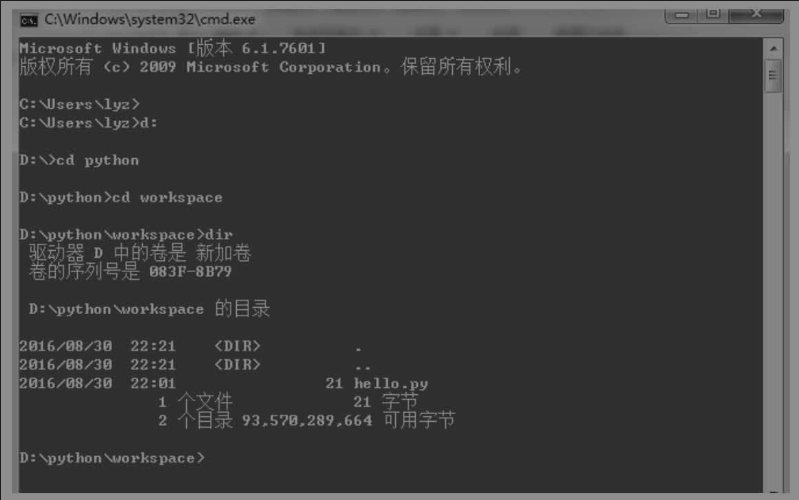 C:\Windows\system32\cmd.exe
Microsoft Windows [版本 6.1.7601]
版权所有 (c) 2009 Microsoft Corporation。保留所有权利。
C:\Users\lyz>
C:\Users\lyz>d:
D:\>cd python
D:\python>cd workspace
D:\python\workspace>dir
驱动器 D 中的卷是 新加卷
卷的序列号是 083F-8B79
D:\python\workspace 的目录
2016/08/30  22:21    <DIR>          .
2016/08/30  22:21    <DIR>          ..
2016/08/30  22:01                21 hello.py
1 个文件             21 字节
2 个目录 93,570,289,664 可用字节
D:\python\workspace>